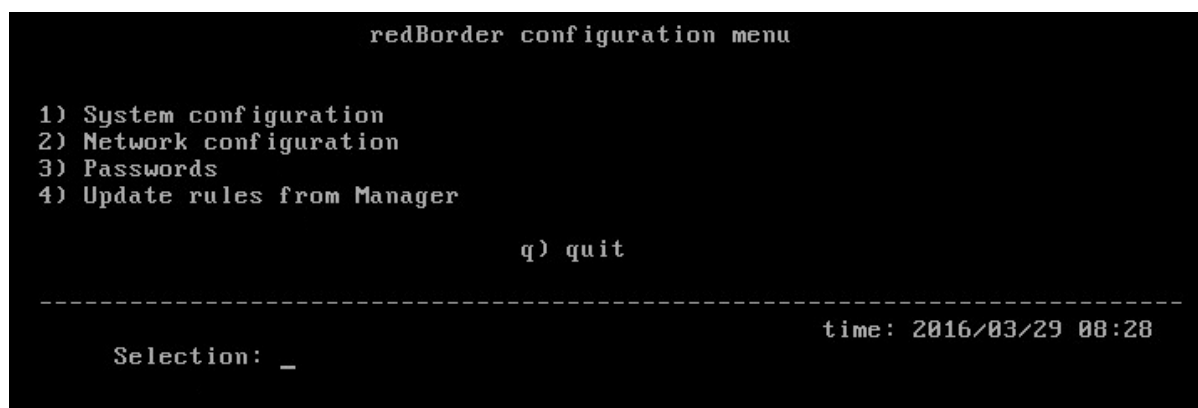 redBorder configuration menu
1) System configuration
2) Network configuration
3) Passwords
4) Update rules from Manager
q) quit
--------------------------------------------------------------------------------
time: 2016/03/29 08:28
Selection: _